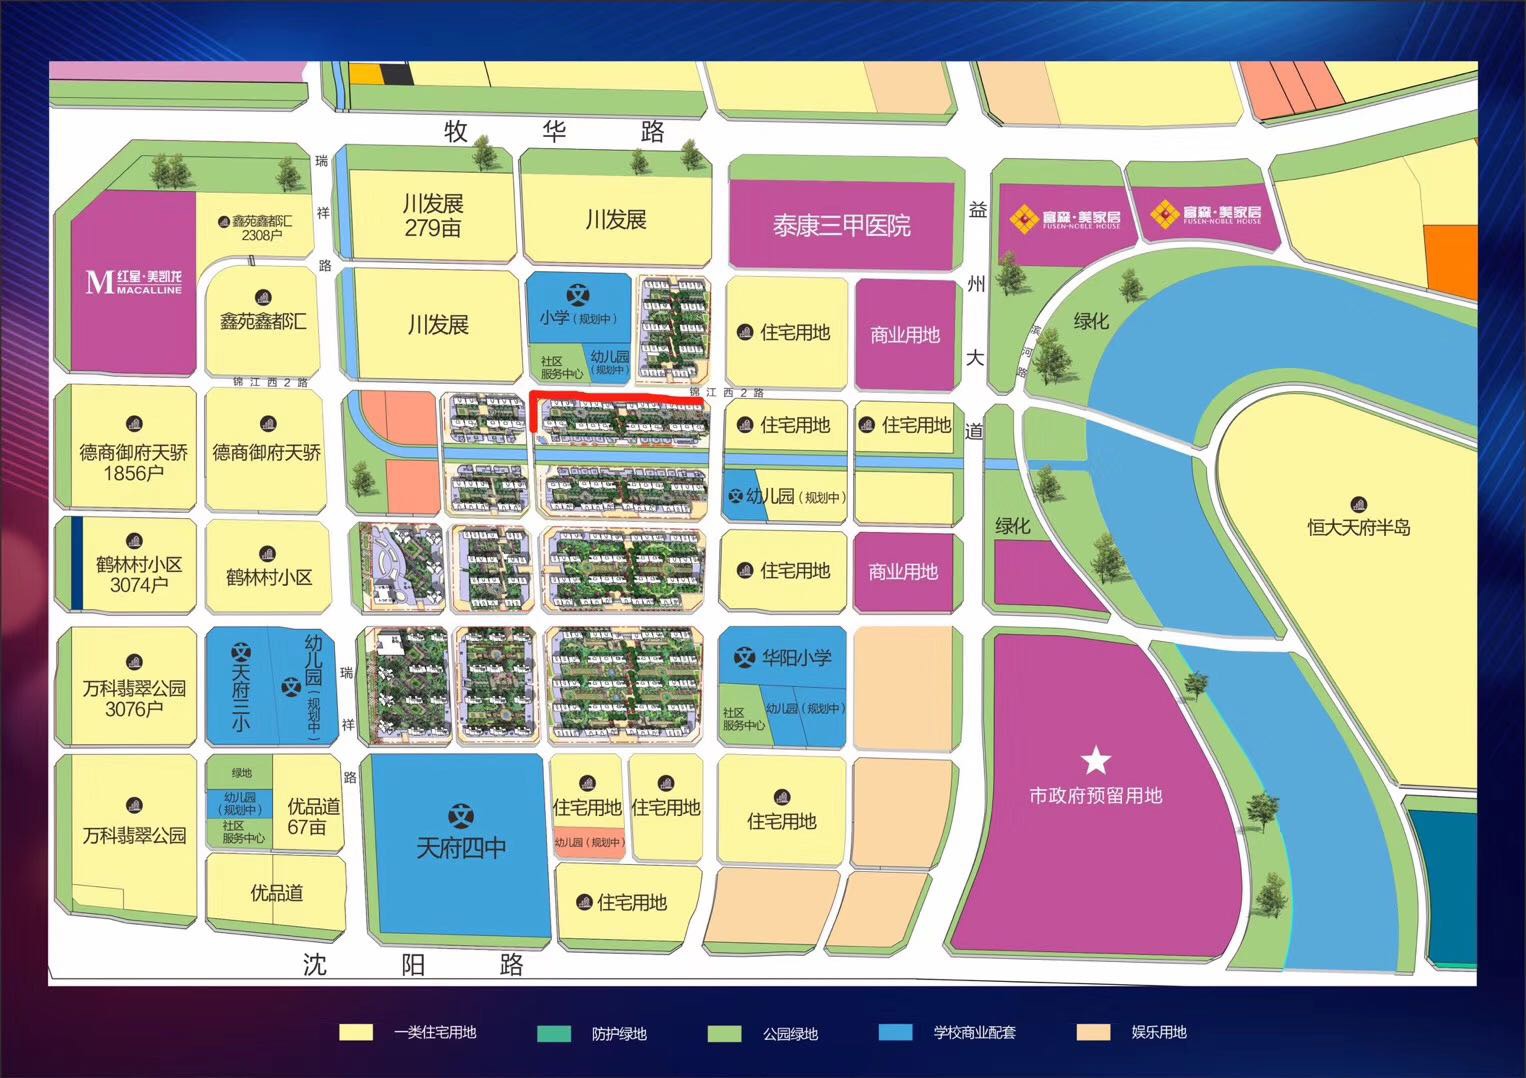 牧华路
瑞祥路
鑫苑鑫都汇
2308户
川发展
279亩
川发展
泰康三甲医院
益州大道
富森·美家居
FUSEN-NOBLE HOUSE
富森·美家居
FUSEN-NOBLE HOUSE
M 红星·美凯龙
MACALLINE
鑫苑鑫都汇
川发展
小学(规划中)
社区
服务中心
幼儿园
(规划中)
住宅用地
商业用地
绿化
滨河路
锦江西2路
锦江西2路
德商御府天骄
1856户
德商御府天骄
住宅用地
住宅用地
幼儿园(规划中)
恒大天府半岛
鹤林村小区
3074户
鹤林村小区
住宅用地
商业用地
绿化
万科翡翠公园
3076户
天府三小
幼儿园(规划中)
瑞祥路
华阳小学
社区
服务中心
幼儿园(规划中)
市政府预留用地
万科翡翠公园
绿地
幼儿园
(规划中)
社区
服务中心
优品道
67亩
优品道
天府四中
住宅用地
幼儿园(规划中)
住宅用地
住宅用地
住宅用地
沈阳路
一类住宅用地
防护绿地
公园绿地
学校商业配套
娱乐用地